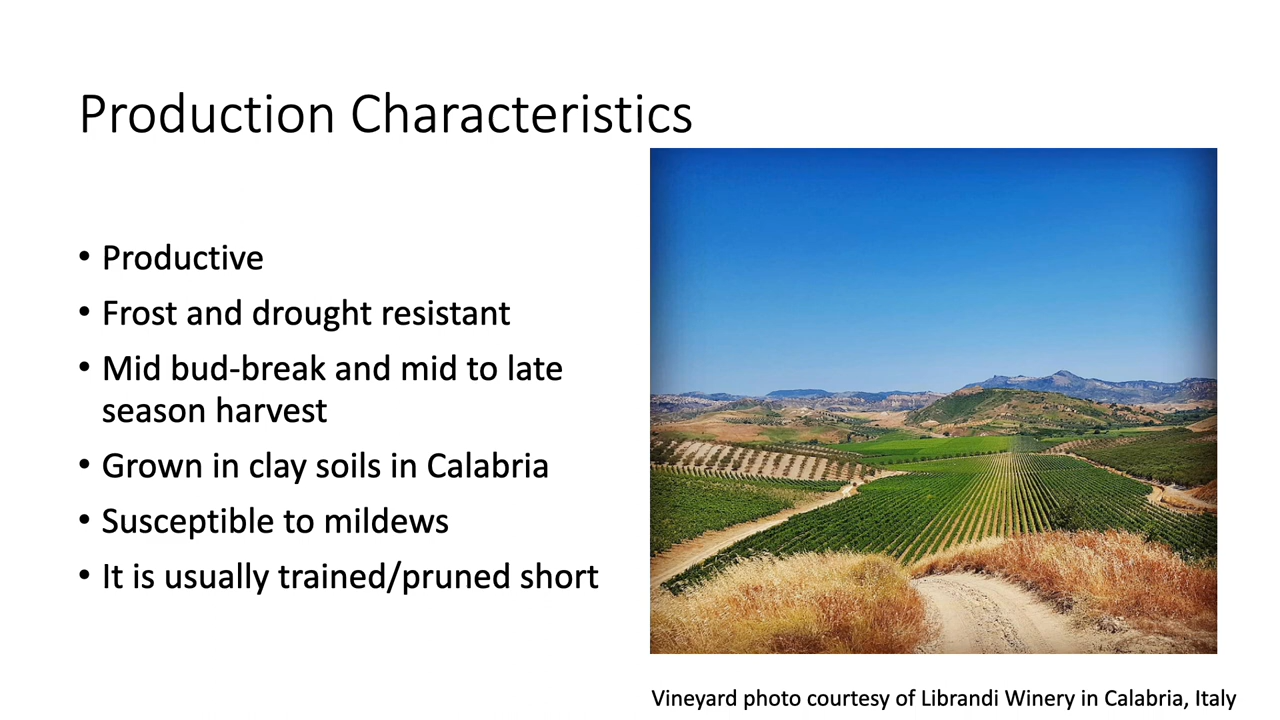 Production Characteristics
• Productive
• Frost and drought resistant
• Mid bud-break and mid to late
season harvest
• Grown in clay soils in Calabria
• Susceptible to mildews
• It is usually trained/pruned short
Vineyard photo courtesy of Librandi Winery in Calabria, Italy